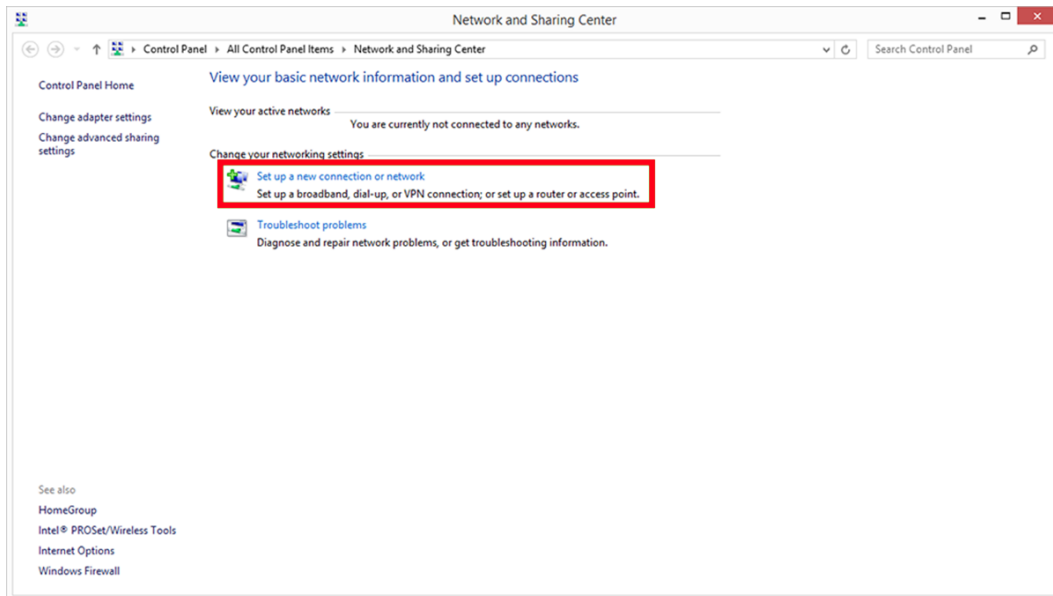 Network and Sharing Center
Control Panel All Control Panel Items Network and Sharing Center
Search Control Panel
Control Panel Home
Change adapter settings
Change advanced sharing
settings
View your basic network information and set up connections
View your active networks
You are currently not connected to any networks.
Change your networking settings
Set up a new connection or network
Set up a broadband, dial-up, or VPN connection; or set up a router or access point.
Troubleshoot problems
Diagnose and repair network problems, or get troubleshooting information.
See also
HomeGroup
Intel® PROSet/Wireless Tools
Internet Options
Windows Firewall